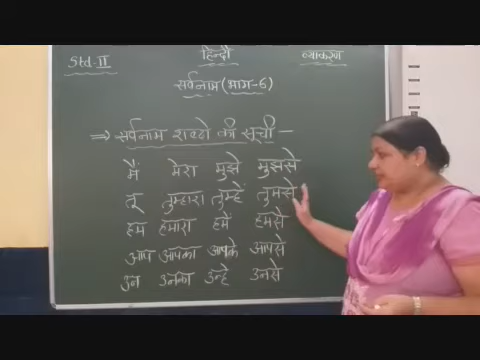 Std-II हिन्दी व्याकरण
सर्वनाम (भाग-6)
⇒ सर्वनाम शब्दो की सूची -
मैं मेरा मुझे मुझसे
तू तुम्हारा तुम्हें तुमसे
हम हमारा हमें हमसे
आप आपका आपके आपसे
उन उनका उन्हे उनसे